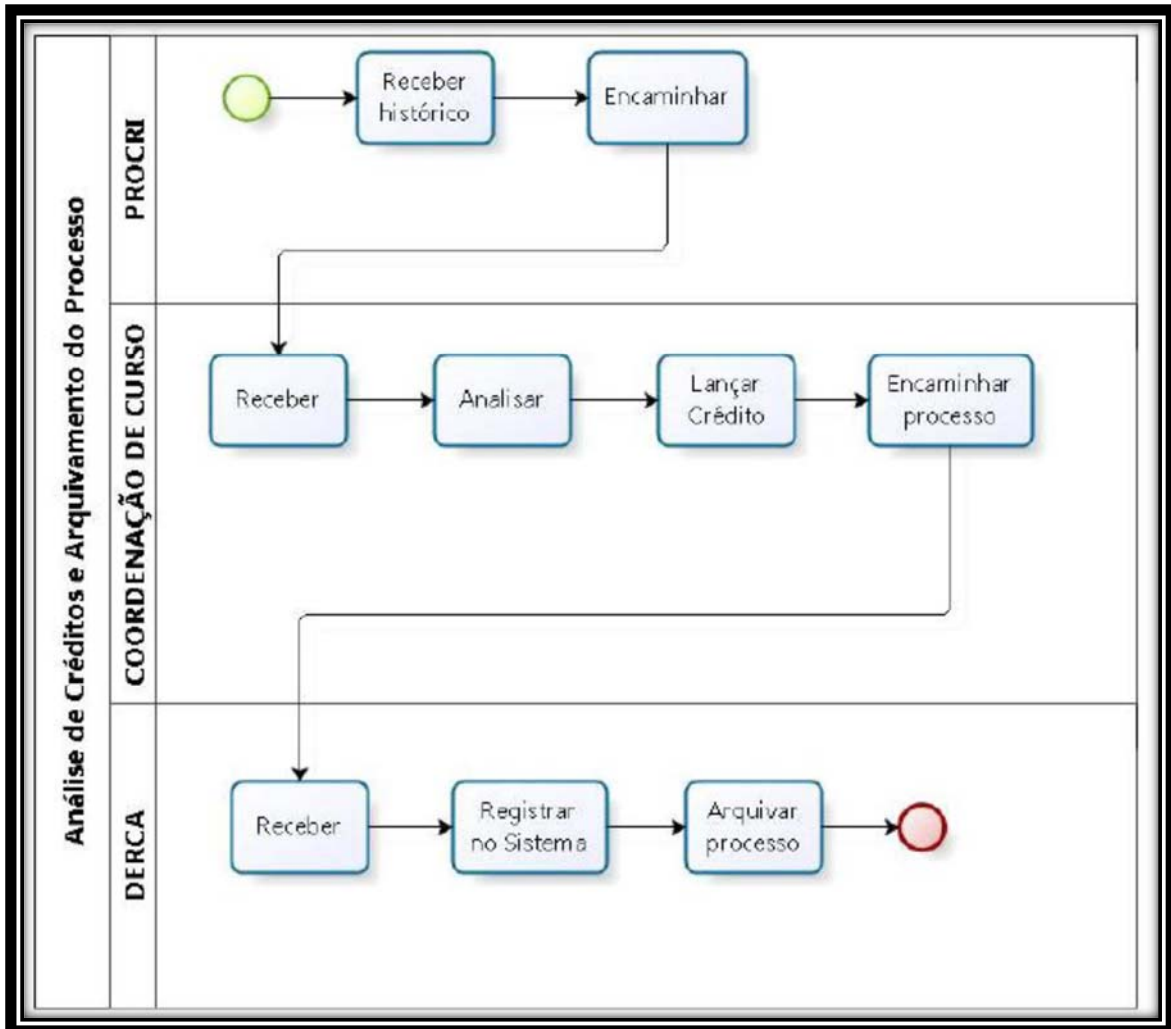 Análise de Créditos e Arquivamento do Processo
PROCRI
Receber
histórico
Encaminhar
COORDENAÇÃO DE CURSO
Receber
Analisar
Lançar
Crédito
Encaminhar
processo
DERCA
Receber
Registrar
no Sistema
Arquivar
processo